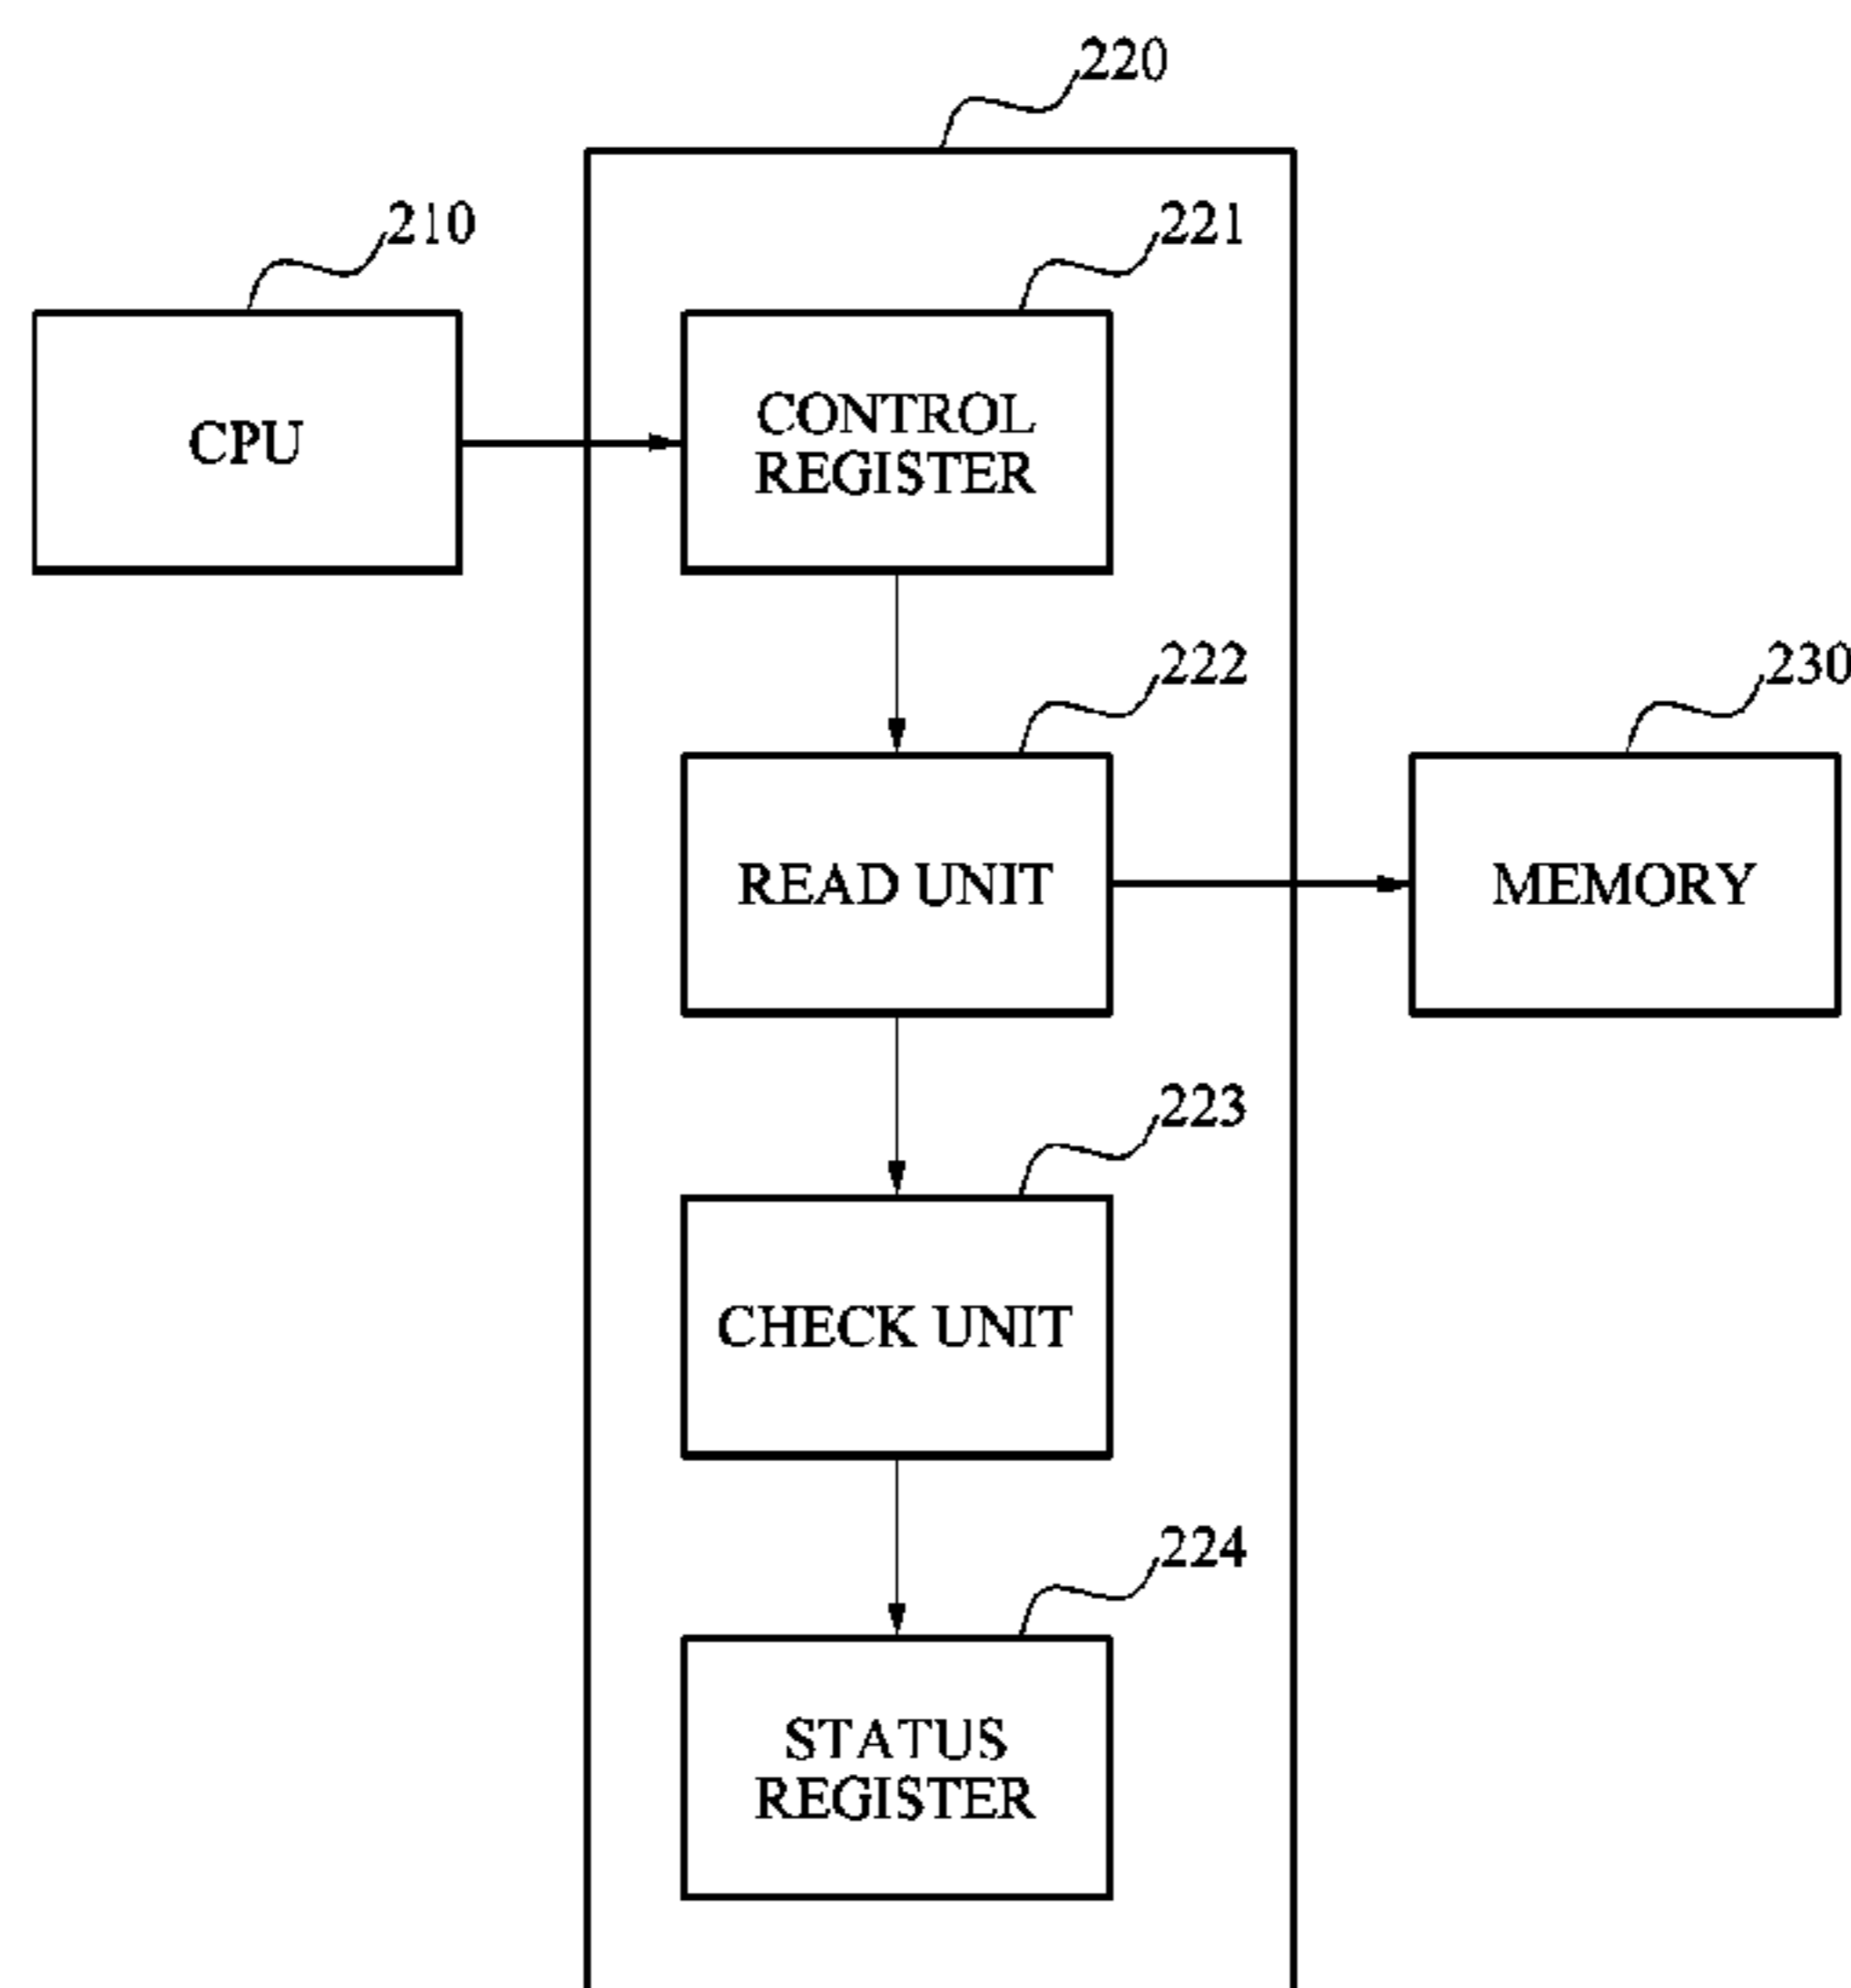 220
210
221
CPU
CONTROL
REGISTER
222
230
READ UNIT
MEMORY
223
CHECK UNIT
224
STATUS
REGISTER